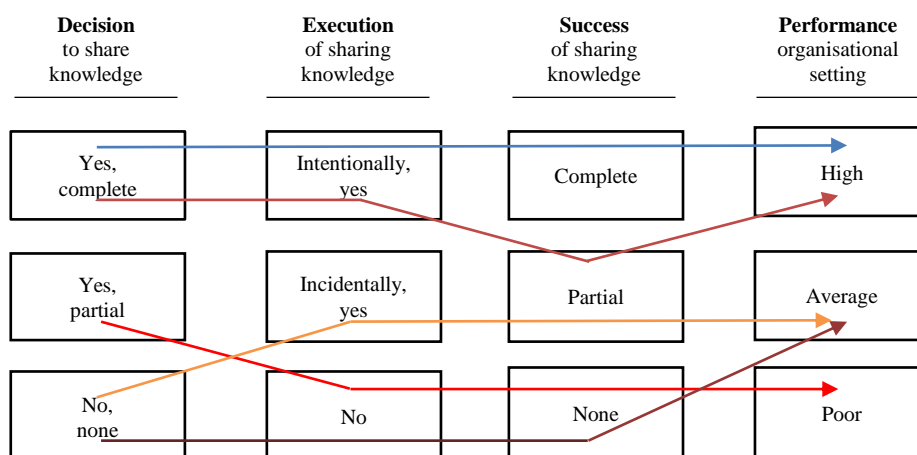 Decision
to share
knowledge
Execution
of sharing
knowledge
Success
of sharing
knowledge
Performance
organisational
setting
Yes,
complete
Intentionally,
yes
Complete
High
Yes,
partial
Incidentally,
yes
Partial
Average
No,
none
No
None
Poor